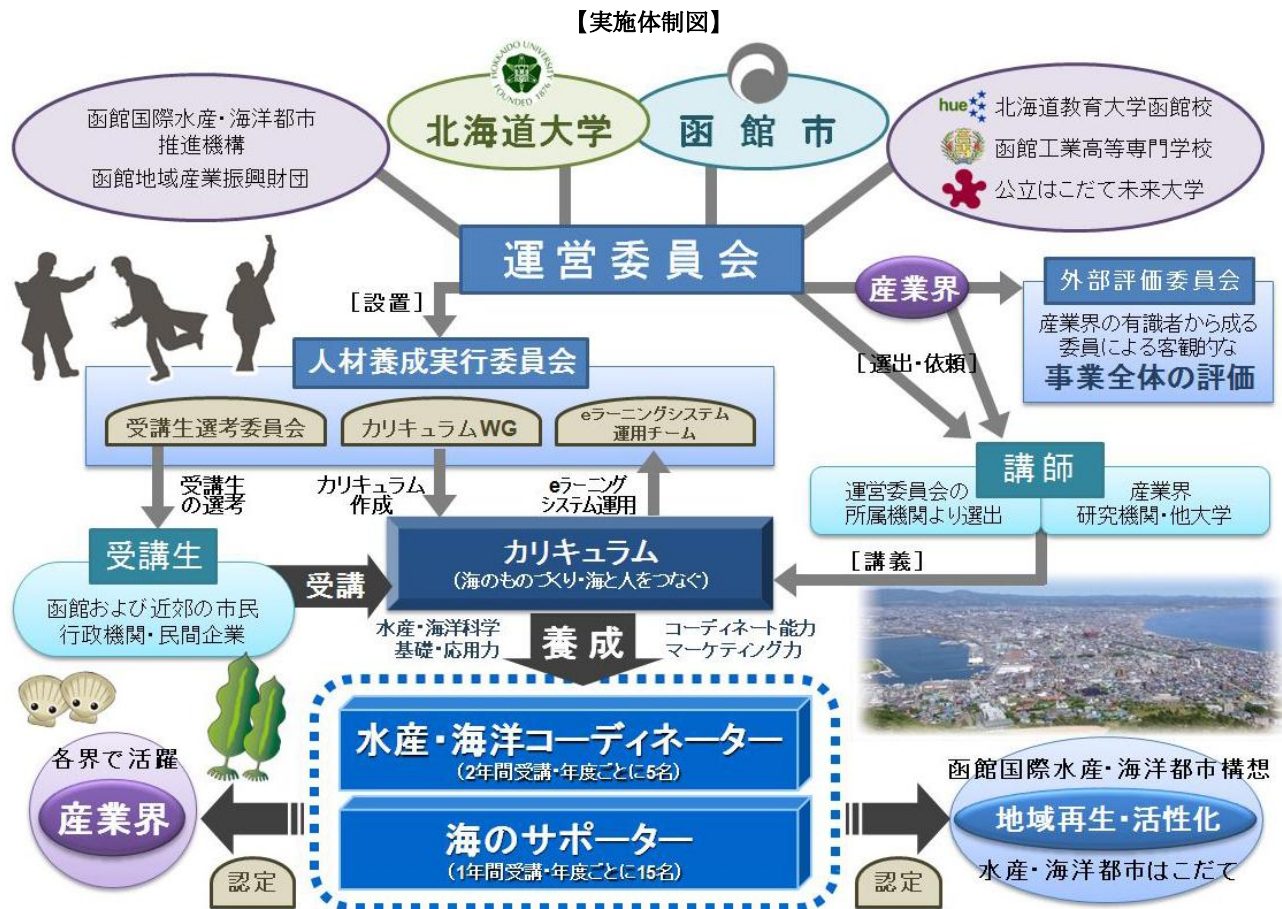 【実施体制図】
HOKKAIDO UNIVERSITY
FOUNDED 1876
函館国際水産・海洋都市
推進機構
函館地域産業振興財団
北海道大学
函館市
hue 北海道教育大学函館校
高専 函館工業高等専門学校
公立はこだて未来大学
運営委員会
[設置]
産業界
外部評価委員会
産業界の有識者から成る
委員による客観的な
事業全体の評価
[選出・依頼]
人材養成実行委員会
受講生選考委員会
カリキュラムWG
eラーニングシステム
運用チーム
受講生
の選考
カリキュラム
作成
eラーニング
システム運用
講師
運営委員会の
所属機関より選出
産業界
研究機関・他大学
[講義]
受講生
函館および近郊の市民
行政機関・民間企業
受講
カリキュラム
(海のものづくり・海と人をつなぐ)
水産・海洋科学
基礎・応用力
養成
コーディネート能力
マーケティング力
水産・海洋コーディネーター
(2年間受講・年度ごとに5名)
海のサポーター
(1年間受講・年度ごとに15名)
各界で活躍
産業界
認定
認定
函館国際水産・海洋都市構想
地域再生・活性化
水産・海洋都市はこだて